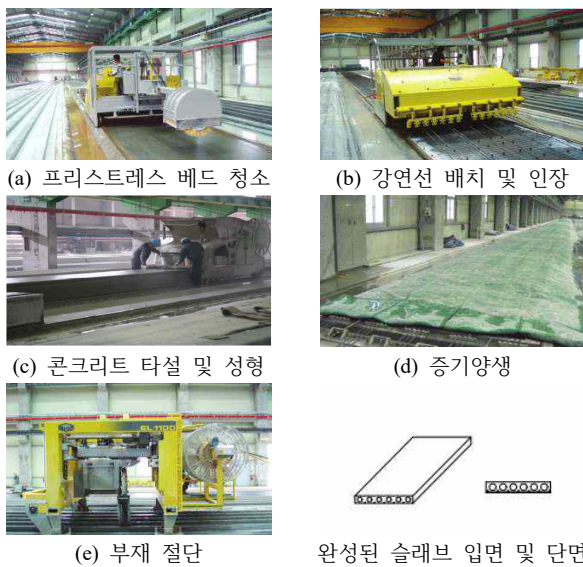 (a) 프리스트레스 베드 청소
(b) 강연선 배치 및 인장
(c) 콘크리트 타설 및 성형
(d) 증기양생
EL1100
(e) 부재 절단
완성된 슬래브 입면 및 단면